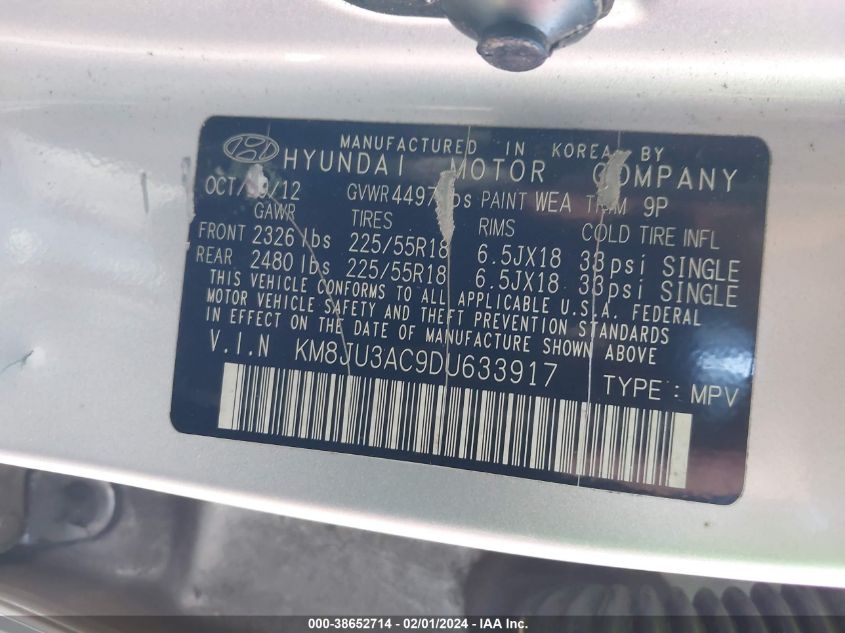 MANUFACTURED IN KOREA BY
HYUNDAI MOTOR COMPANY
OCT/ /12 GVWR 4497 lbs PAINT WEA TRIM 9P
GAWR TIRES RIMS COLD TIRE INFL
FRONT 2326 lbs 225/55R18 6.5JX18 33psi SINGLE
REAR 2480 lbs 225/55R18 6.5JX18 33psi SINGLE
THIS VEHICLE CONFORMS TO ALL APPLICABLE U.S.A. FEDERAL
MOTOR VEHICLE SAFETY AND THEFT PREVENTION STANDARDS
IN EFFECT ON THE DATE OF MANUFACTURE SHOWN ABOVE
V.I.N KM8JU3AC9DU633917
TYPE : MPV
000-38652714 - 02/01/2024 - IAA Inc.